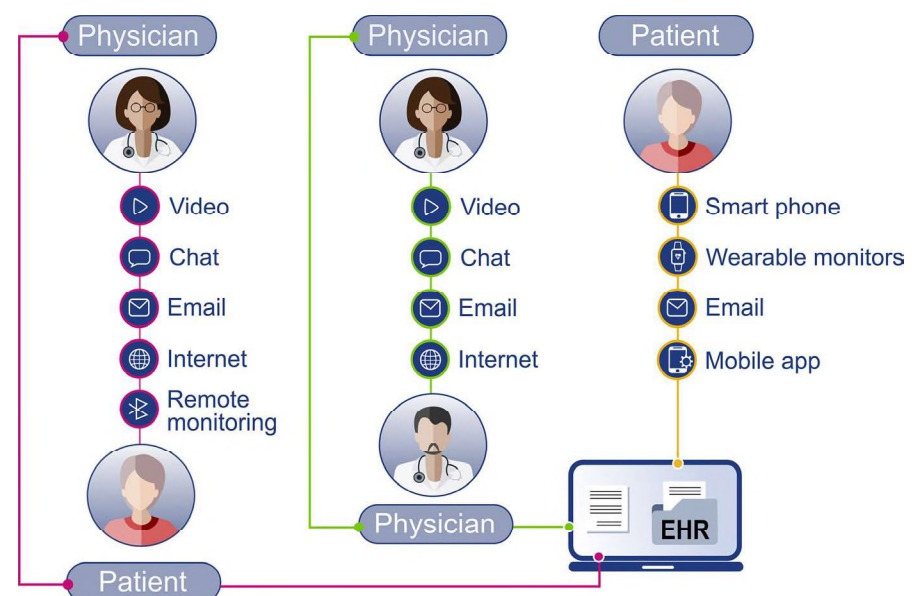 Physician
Video
Chat
Email
Internet
Remote
monitoring
Patient
Physician
Video
Chat
Email
Internet
Physician
Patient
Smart phone
Wearable monitors
Email
Mobile app
EHR